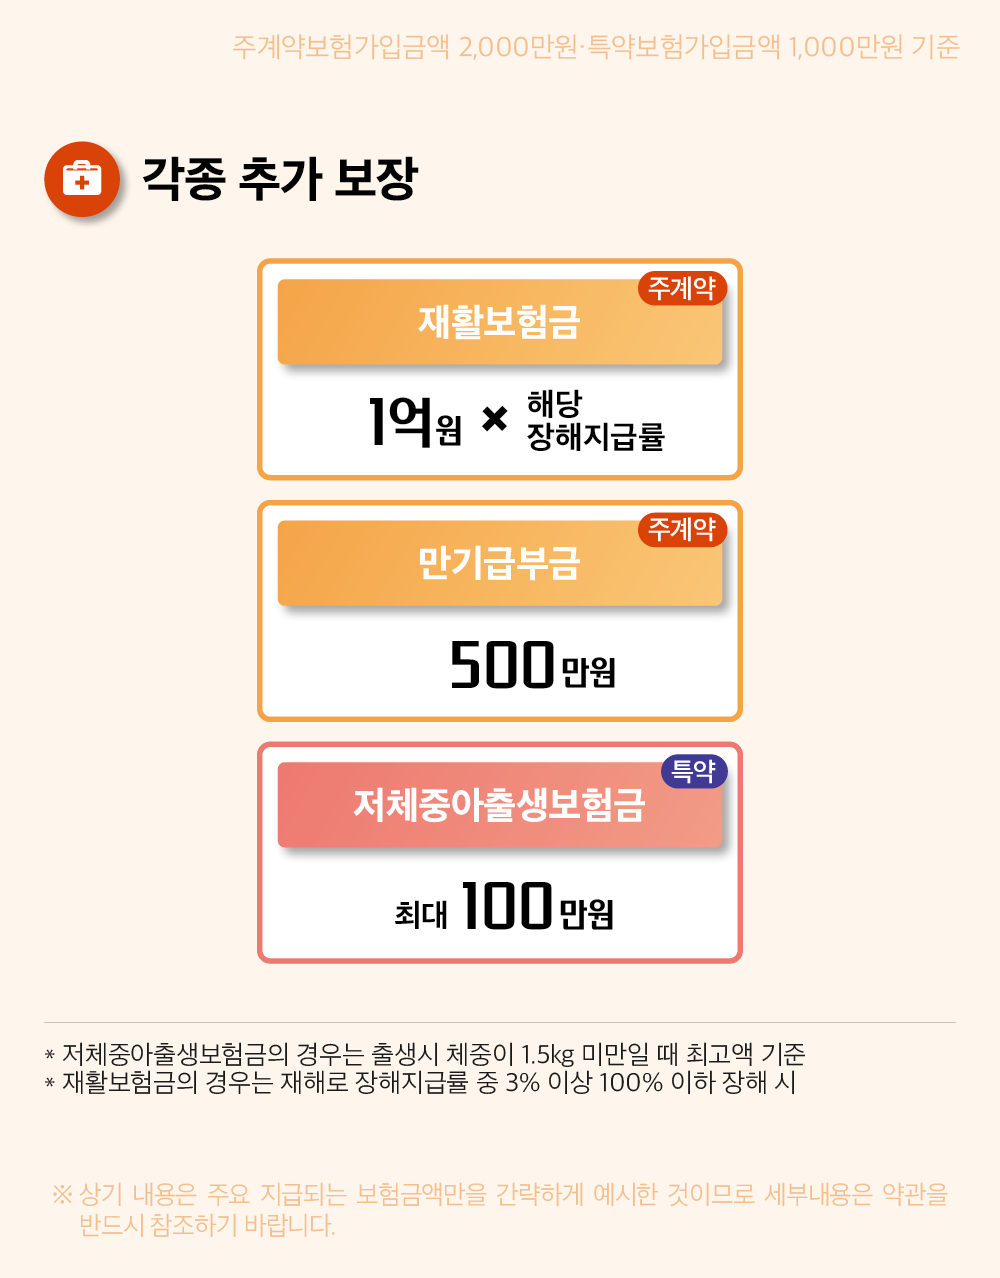 주계약보험가입금액 2,000만원·특약보험가입금액 1,000만원 기준
각종 추가 보장
주계약
재활보험금
1억원 × 해당
장해지급률
주계약
만기급부금
500만원
특약
저체중아출생보험금
최대 100만원
* 저체중아출생보험금의 경우는 출생시 체중이 1.5kg 미만일 때 최고액 기준
* 재활보험금의 경우는 재해로 장해지급률 중 3% 이상 100% 이하 장해 시
※ 상기 내용은 주요 지급되는 보험금액만을 간략하게 예시한 것이므로 세부내용은 약관을
반드시 참조하기 바랍니다.